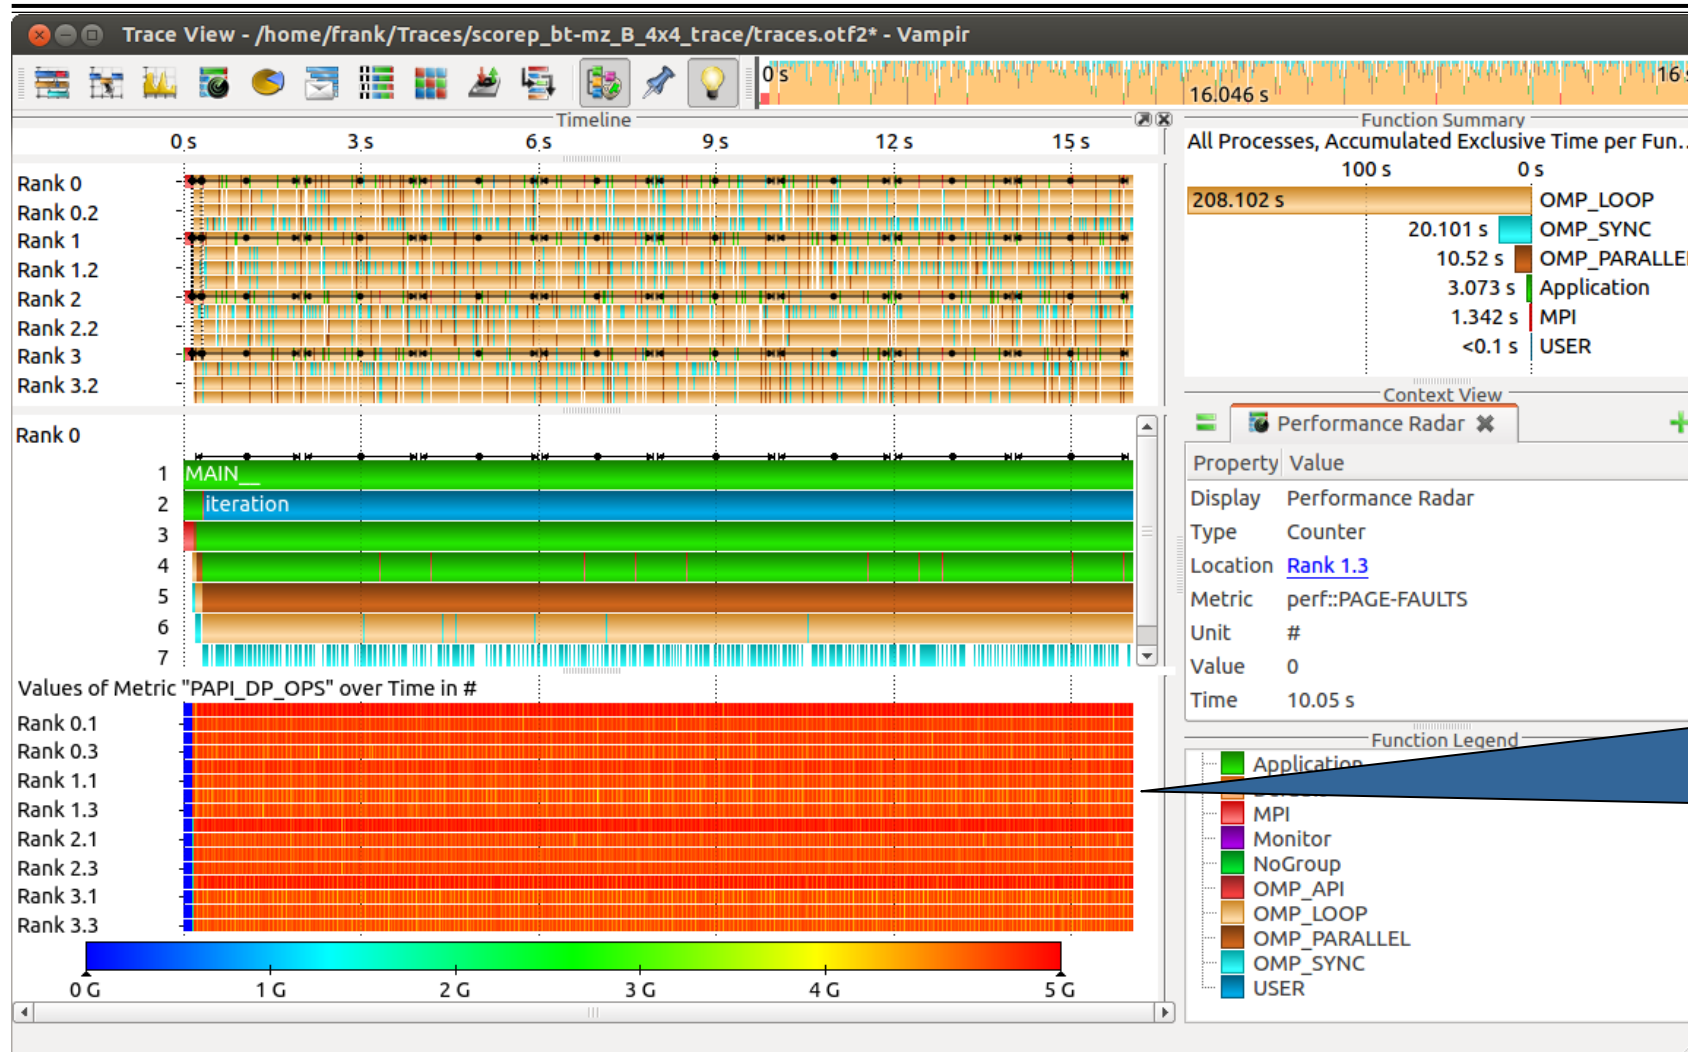 Trace View - /home/frank/Traces/scorep_bt-mz_B_4x4_trace/traces.otf2* - Vampir
0 s
16 s
16.046 s
Timeline
0 s 3 s 6 s 9 s 12 s 15 s
Rank 0
Rank 0.2
Rank 1
Rank 1.2
Rank 2
Rank 2.2
Rank 3
Rank 3.2
Rank 0
1 MAIN__
2 iteration
3
4
5
6
7
Values of Metric "PAPI_DP_OPS" over Time in #
Rank 0.1
Rank 0.3
Rank 1.1
Rank 1.3
Rank 2.1
Rank 2.3
Rank 3.1
Rank 3.3
0 G 1 G 2 G 3 G 4 G 5 G
Function Summary
All Processes, Accumulated Exclusive Time per Fun..
100 s 0 s
208.102 s OMP_LOOP
20.101 s OMP_SYNC
10.52 s OMP_PARALLEL
3.073 s Application
1.342 s MPI
<0.1 s USER
Context View
Performance Radar
Property Value
Display Performance Radar
Type Counter
Location Rank 1.3
Metric perf::PAGE-FAULTS
Unit #
Value 0
Time 10.05 s
Function Legend
Application
MPI
Monitor
NoGroup
OMP_API
OMP_LOOP
OMP_PARALLEL
OMP_SYNC
USER